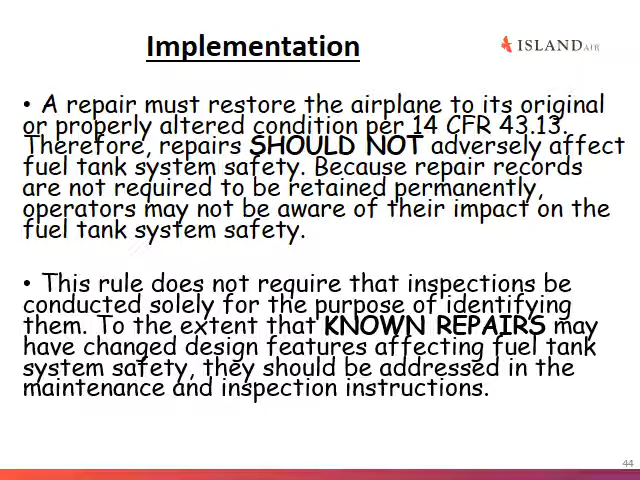 Implementation
ISLAND AIR
• A repair must restore the airplane to its original
or properly altered condition per 14 CFR 43.13.
Therefore, repairs SHOULD NOT adversely affect
fuel tank system safety. Because repair records
are not required to be retained permanently,
operators may not be aware of their impact on the
fuel tank system safety.
• This rule does not require that inspections be
conducted solely for the purpose of identifying
them. To the extent that KNOWN REPAIRS may
have changed design features affecting fuel tank
system safety, they should be addressed in the
maintenance and inspection instructions.
44